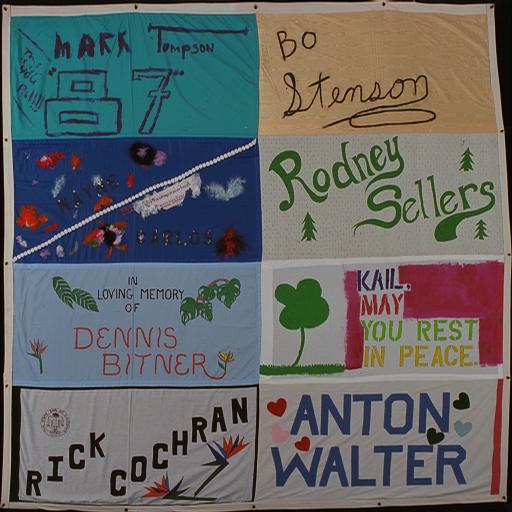 MARK Tompson
"87"
BO
Stenson
WAYNE
CARLOS
Rodney
Sellers
IN
LOVING MEMORY
OF
DENNIS
BITNER
KAIL,
MAY
YOU REST
IN PEACE.
RICK
COCHRAN
ANTON
WALTER